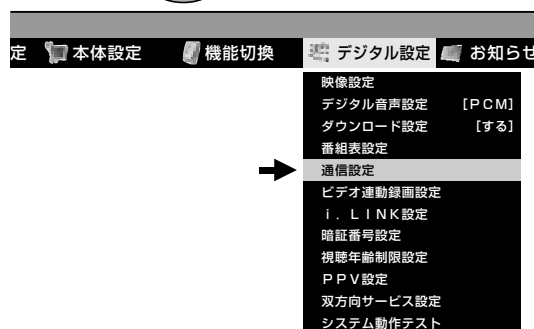 定 本体設定 機能切換 デジタル設定 お知らせ
映像設定
デジタル音声設定 [ＰＣＭ]
ダウンロード設定 [する]
番組表設定
通信設定
ビデオ連動録画設定
ｉ．ＬＩＮＫ設定
暗証番号設定
視聴年齢制限設定
ＰＰＶ設定
双方向サービス設定
システム動作テスト